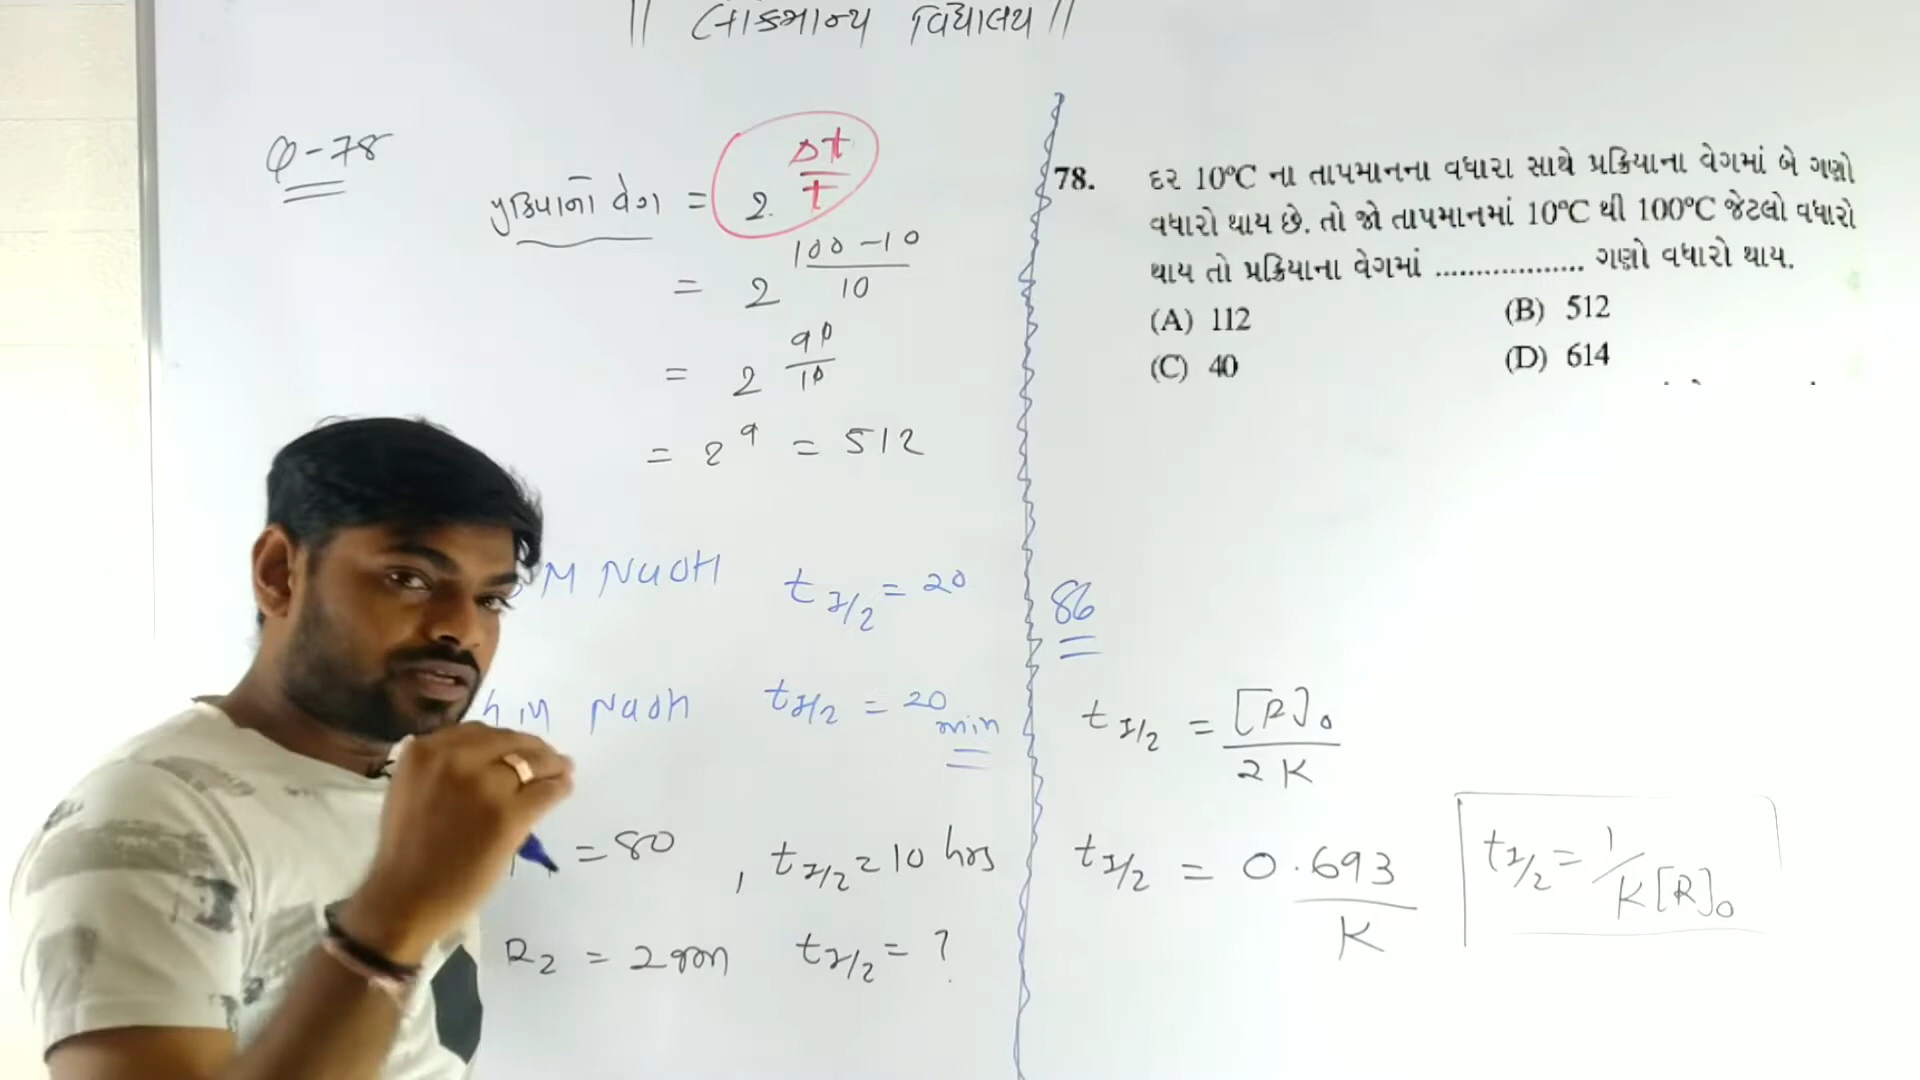 || લોકમાન્ય વિદ્યાલય ||
Q-78
પ્રક્રિયાનો વેગ = 2 Δt/t
= 2 100-10/10
= 2 90/10
= 2⁹ = 512
M NaOH t1/2 = 20
M NaOH t1/2 = 20 min
= 80 , t1/2 = 10 hrs
R2 = 2 t1/2 = ?
78. દર 10°C ના તાપમાનના વધારા સાથે પ્રક્રિયાના વેગમાં બે ગણો
વધારો થાય છે. તો જો તાપમાનમાં 10°C થી 100°C જેટલો વધારો
થાય તો પ્રક્રિયાના વેગમાં .................. ગણો વધારો થાય.
(A) 112 (B) 512
(C) 40 (D) 614
86
t1/2 = [R]₀/2K
t1/2 = 0.693/K
t1/2 = 1/K[R]₀